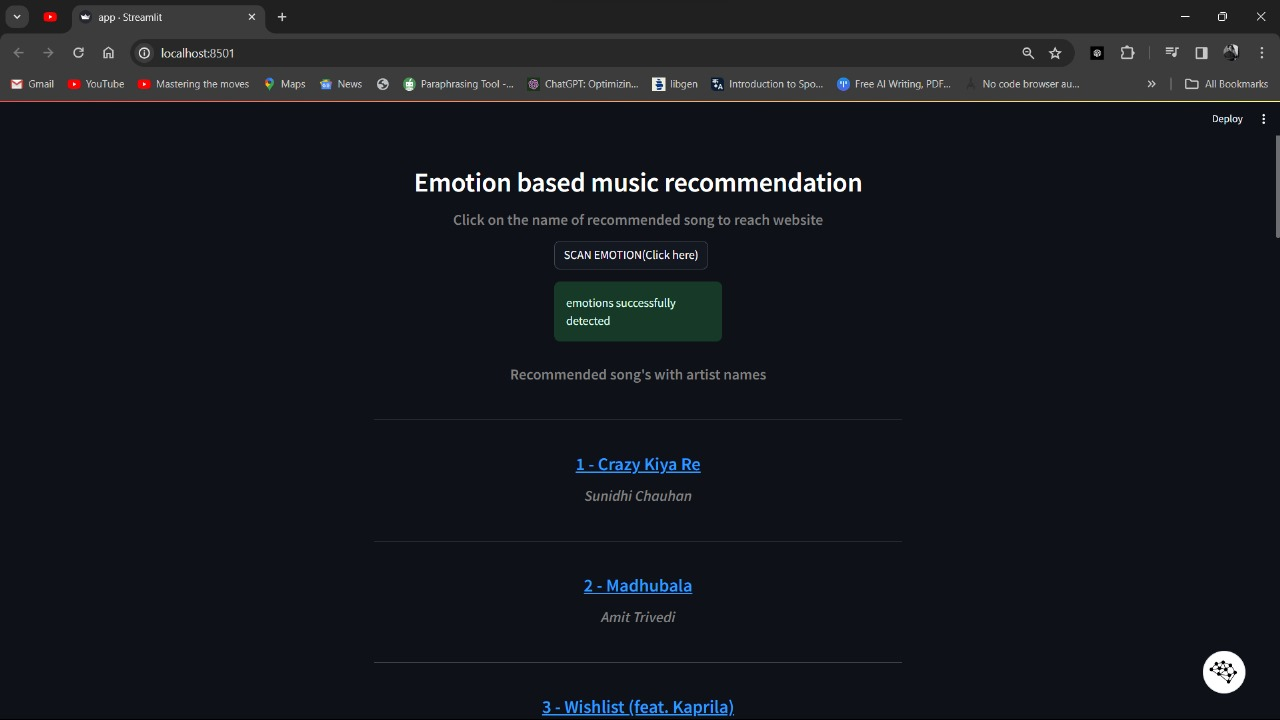 app · Streamlit
localhost:8501
Gmail
YouTube
Mastering the moves
Maps
News
Paraphrasing Tool -...
ChatGPT: Optimizin...
libgen
Introduction to Spo...
Free AI Writing, PDF...
No code browser au...
All Bookmarks
Deploy
Emotion based music recommendation
Click on the name of recommended song to reach website
SCAN EMOTION(Click here)
emotions successfully
detected
Recommended song's with artist names
1 - Crazy Kiya Re
Sunidhi Chauhan
2 - Madhubala
Amit Trivedi
3 - Wishlist (feat. Kaprila)